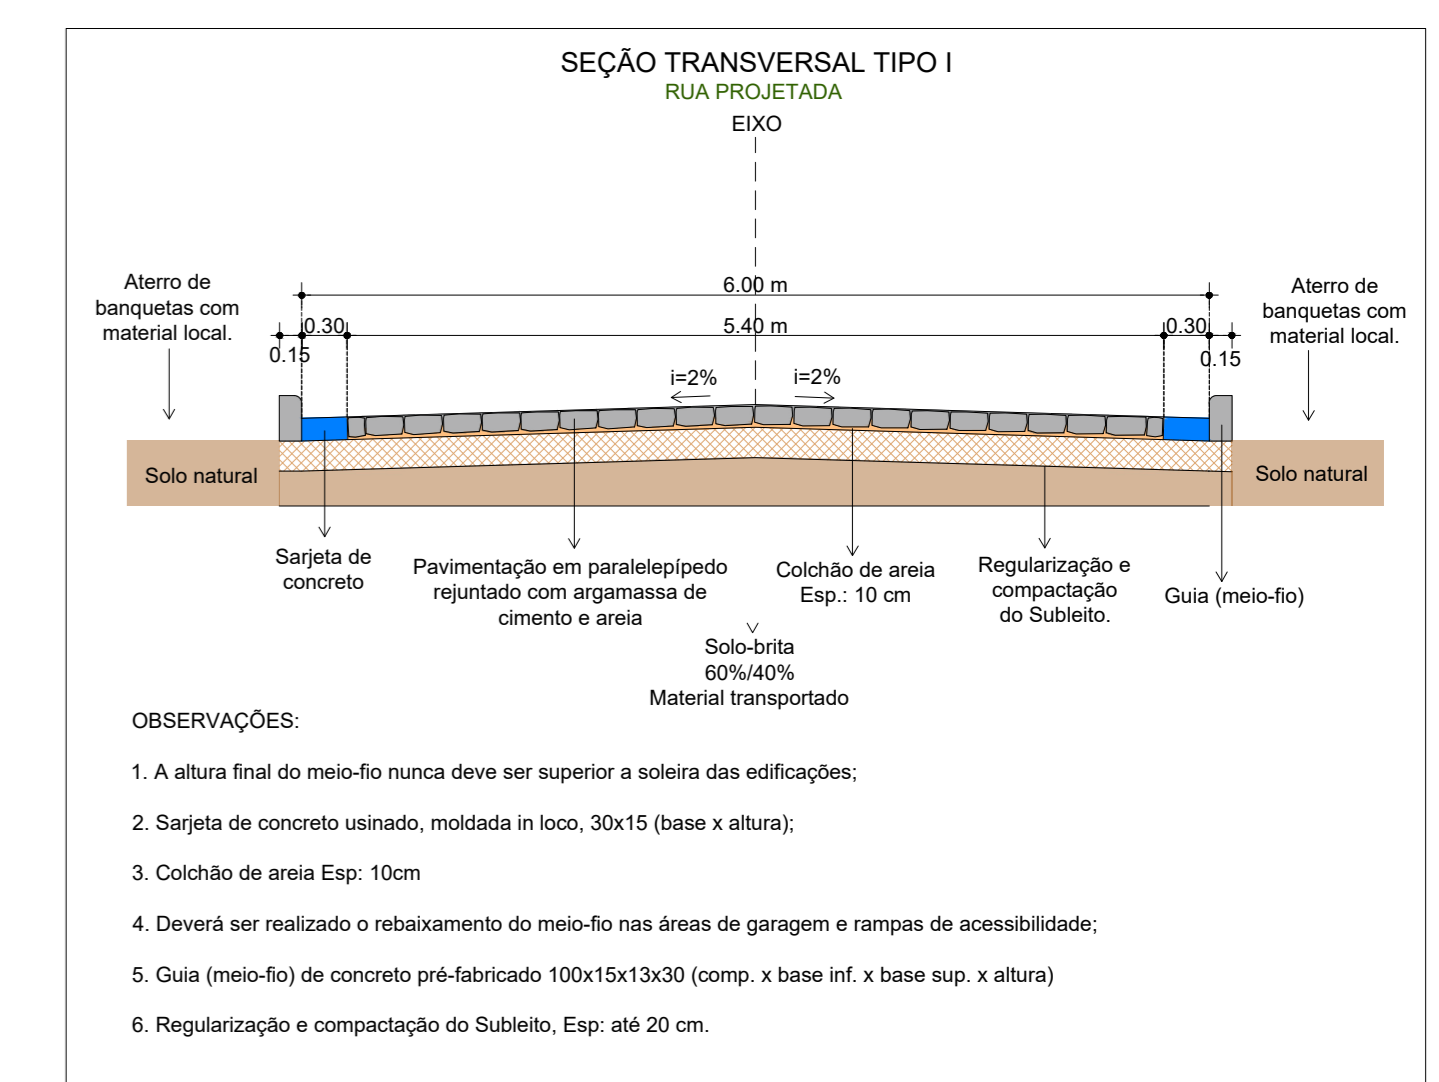 SEÇÃO TRANSVERSAL TIPO I
RUA PROJETADA
EIXO
Aterro de
banquetas com
material local.
6.00 m
0.30
5.40 m
0.30
0.15
0.15
Aterro de
banquetas com
material local.
i=2%
i=2%
Solo natural
Solo natural
Sarjeta de
concreto
Pavimentação em paralelepípedo
rejuntado com argamassa de
cimento e areia
Colchão de areia
Esp.: 10 cm
Regularização e
compactação
do Subleito.
Guia (meio-fio)
Solo-brita
60%/40%
Material transportado
OBSERVAÇÕES:
1. A altura final do meio-fio nunca deve ser superior a soleira das edificações;
2. Sarjeta de concreto usinado, moldada in loco, 30x15 (base x altura);
3. Colchão de areia Esp: 10cm
4. Deverá ser realizado o rebaixamento do meio-fio nas áreas de garagem e rampas de acessibilidade;
5. Guia (meio-fio) de concreto pré-fabricado 100x15x13x30 (comp. x base inf. x base sup. x altura)
6. Regularização e compactação do Subleito, Esp: até 20 cm.